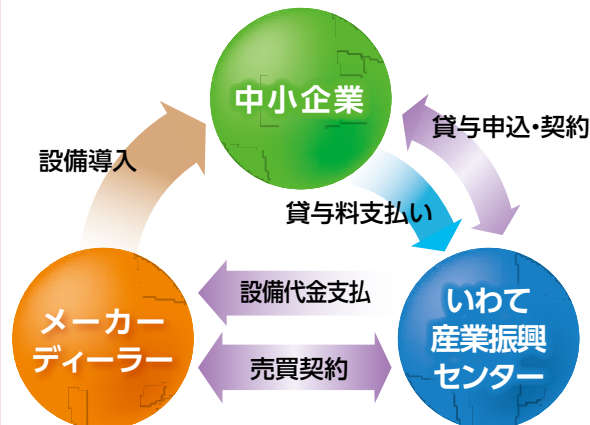 中小企業
貸与申込・契約
設備導入
貸与料支払い
設備代金支払
メーカー
ディーラー
売買契約
いわて
産業振興
センター